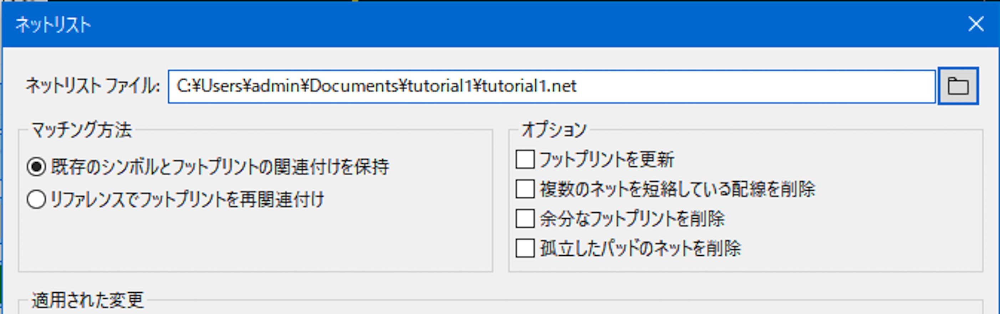 ネットリスト
ネットリスト ファイル: C:¥Users¥admin¥Documents¥tutorial1¥tutorial1.net
マッチング方法
既存のシンボルとフットプリントの関連付けを保持
リファレンスでフットプリントを再関連付け
オプション
フットプリントを更新
複数のネットを短絡している配線を削除
余分なフットプリントを削除
孤立したパッドのネットを削除
適用された変更